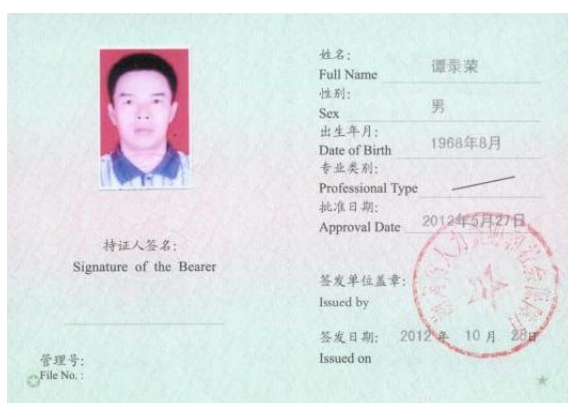 持证人签名:
Signature of the Bearer
管理号:
File No. :
姓名:
Full Name 谭录荣
性别:
Sex 男
出生年月:
Date of Birth 1968年8月
专业类别:
Professional Type
批准日期:
Approval Date 2012年5月27日
签发单位盖章:
Issued by
签发日期: 2012 年 10 月 28日
Issued on